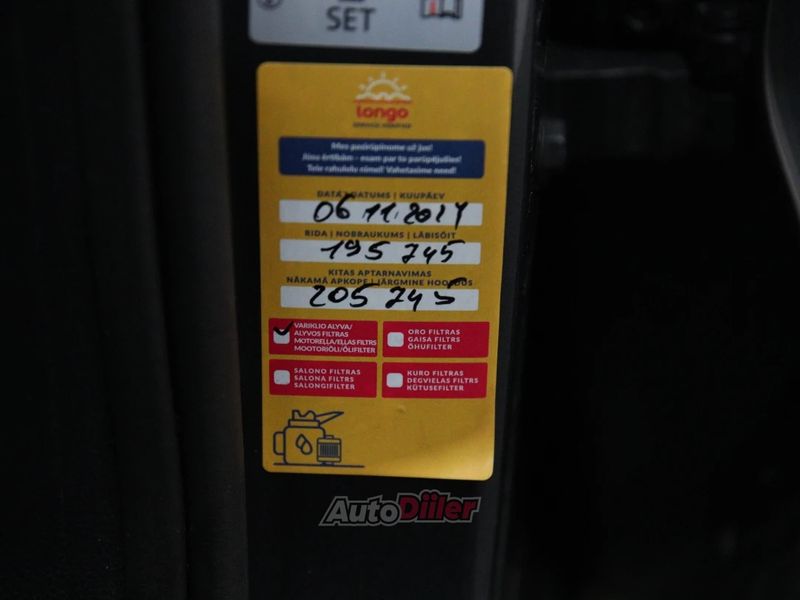 SET
longo
Mes pasirūpinome už jus!
Jūsu ērtībām - esam par to parūpējušies!
Teie rahulolu nimel! Vahetasime need!
DATA | DATUMS | KUUPÄEV
06 11.2024
RIDA | NOBRAUKUMS | LÄBISÕIT
195 745
KITAS APTARNAVIMAS
NĀKAMĀ APKOPE | JÄRGMINE HOOLDUS
205 745
VARIKLIO ALYVA/
ALYVOS FILTRAS
MOTOREĻĻA/EĻĻAS FILTRS
MOOTORIÕLI/ÕLIFILTER
ORO FILTRAS
GAISA FILTRS
ÕHUFILTER
SALONO FILTRAS
SALONA FILTRS
SALONGIFILTER
KURO FILTRAS
DEGVIELAS FILTRS
KÜTUSEFILTER
AutoDiiler